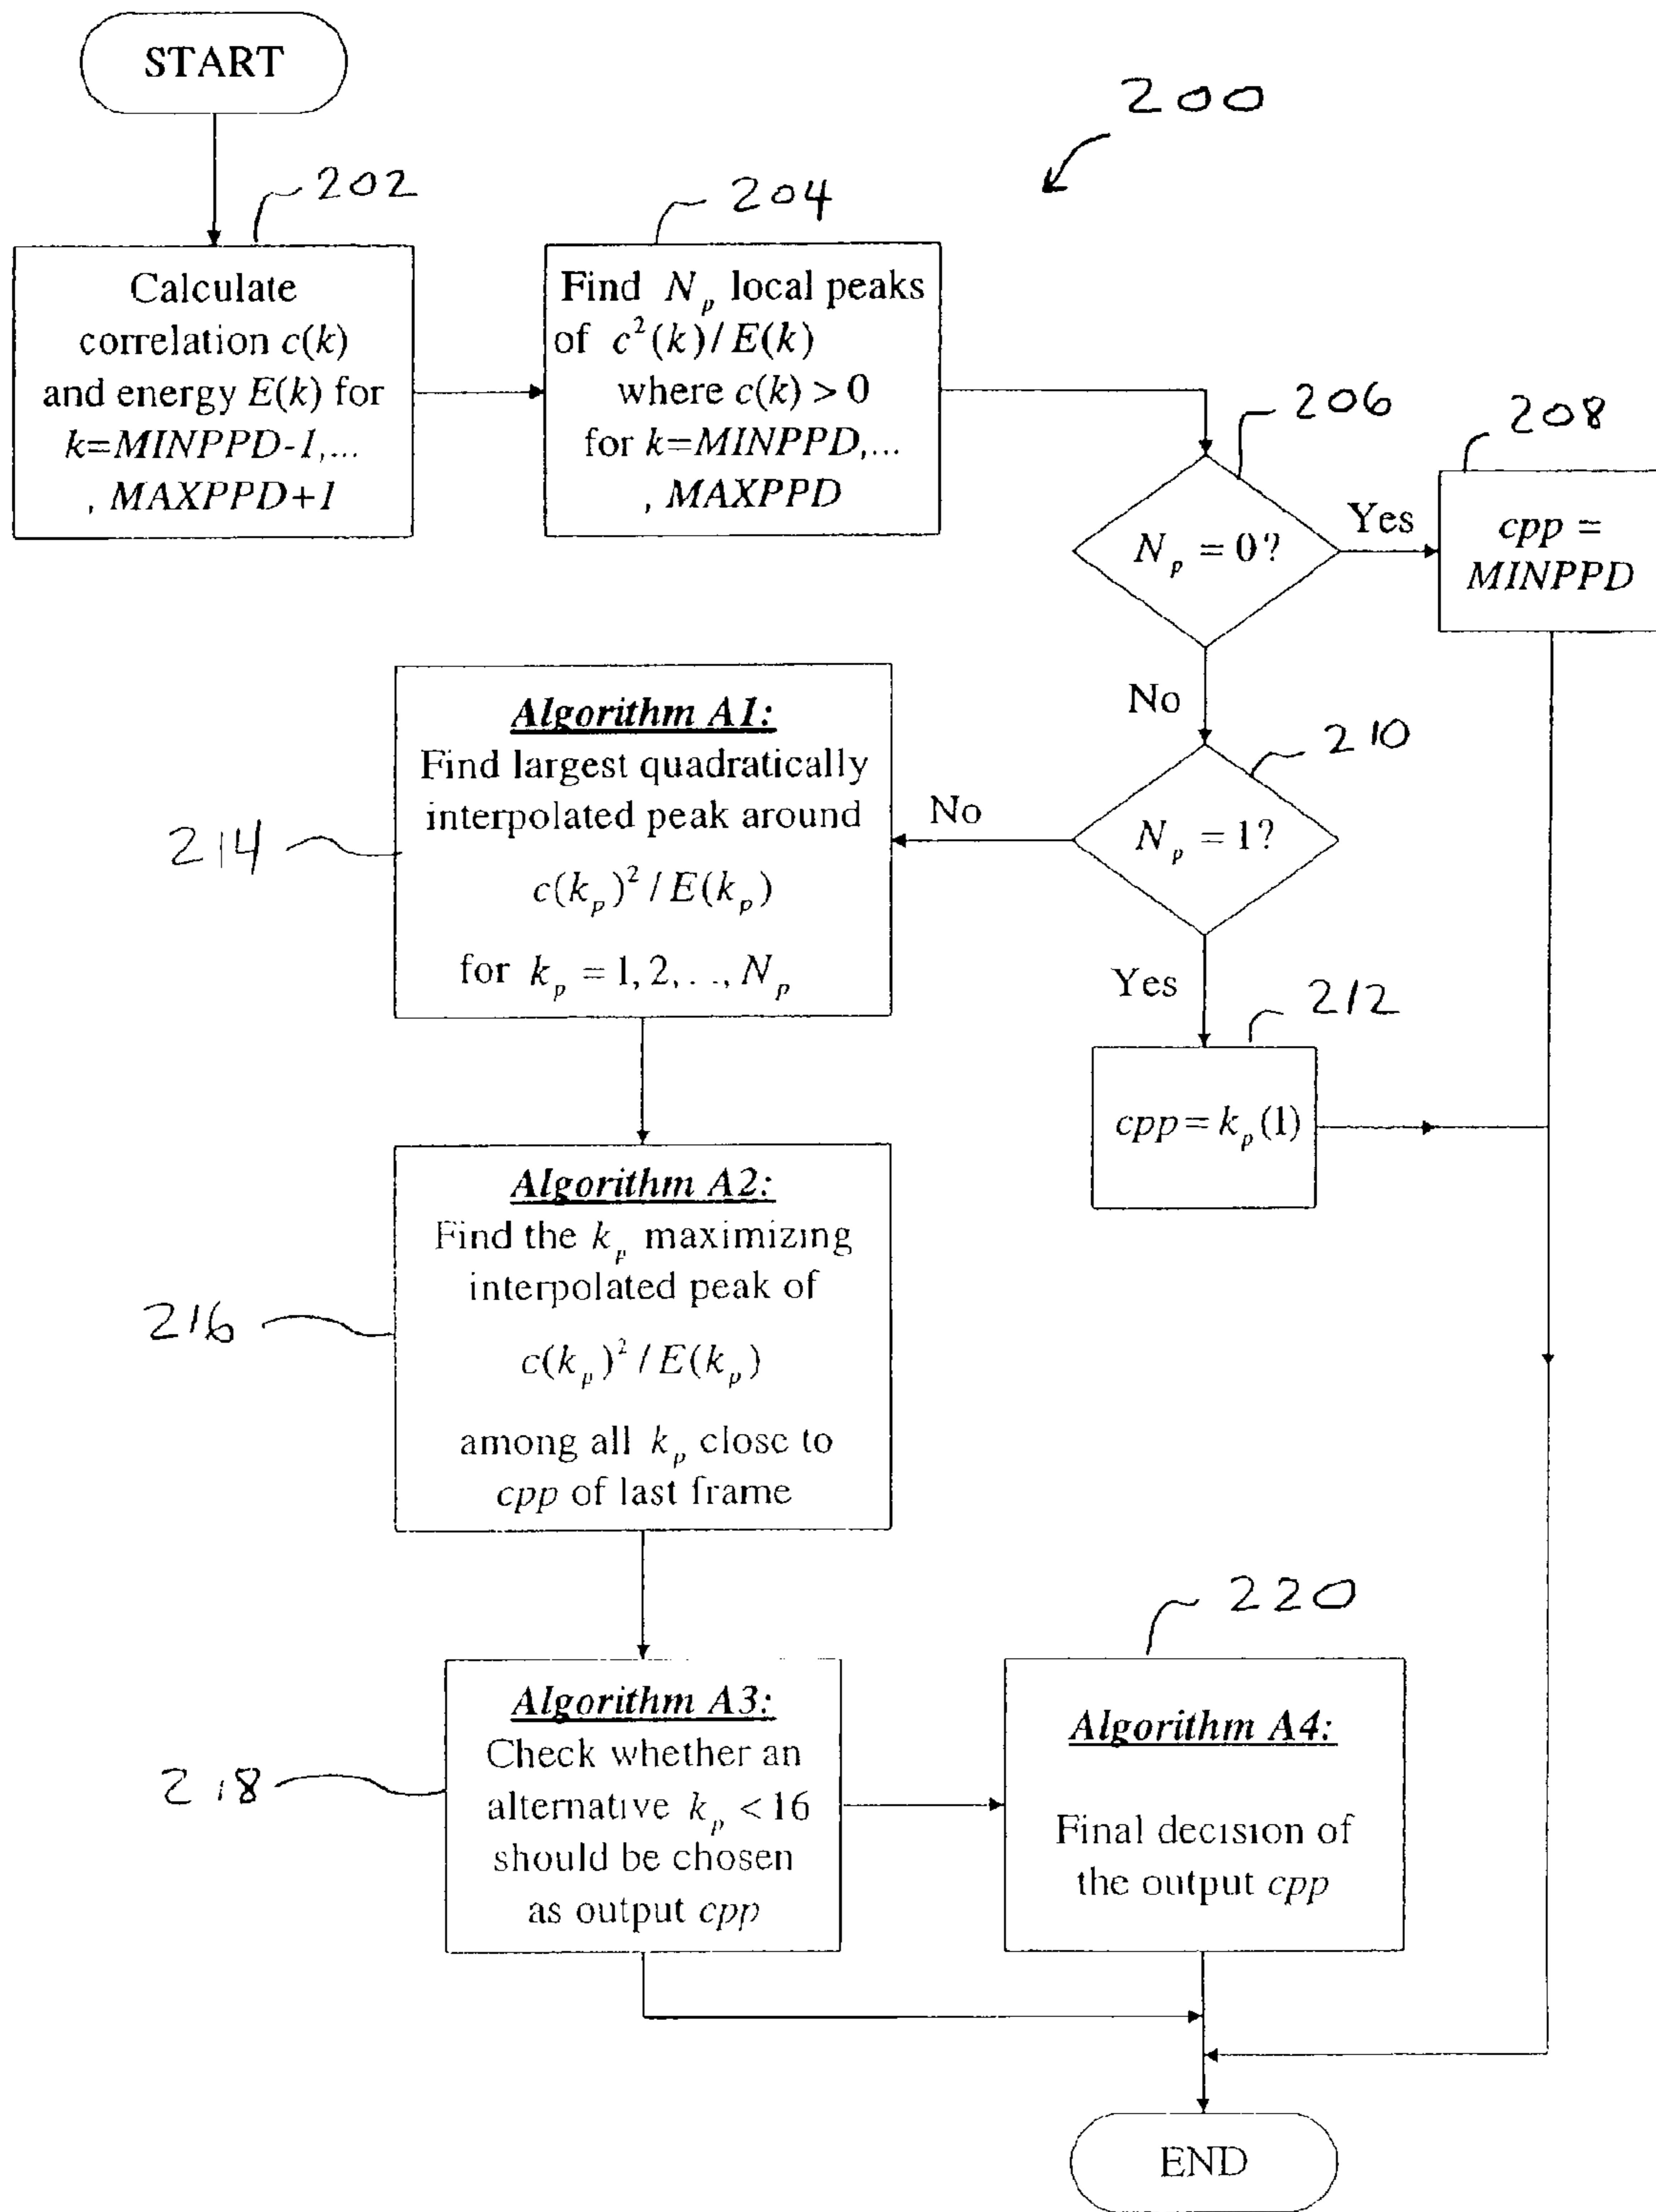 START
200
202
Calculate
correlation c(k)
and energy E(k) for
k=MINPPD-1,...
, MAXPPD+1
204
Find N_p local peaks
of c²(k)/E(k)
where c(k) > 0
for k=MINPPD,...
, MAXPPD
206
N_p = 0?
Yes
208
cpp =
MINPPD
No
210
N_p = 1?
No
Yes
212
cpp = k_p(1)
214
Algorithm A1:
Find largest quadratically
interpolated peak around
c(k_p)² / E(k_p)
for k_p = 1, 2, . . ., N_p
216
Algorithm A2:
Find the k_p maximizing
interpolated peak of
c(k_p)² / E(k_p)
among all k_p close to
cpp of last frame
218
Algorithm A3:
Check whether an
alternative k_p < 16
should be chosen
as output cpp
220
Algorithm A4:
Final decision of
the output cpp
END